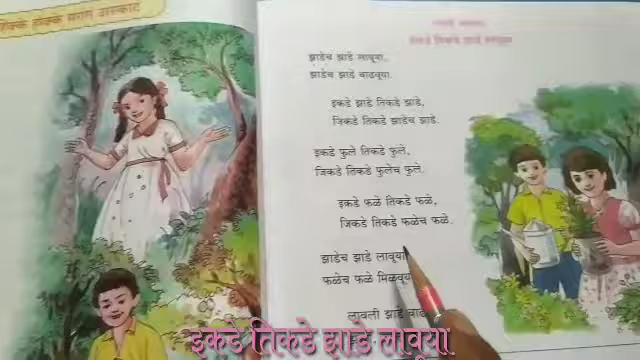 झाडेच झाडे लावूया,
झाडेच झाडे वाढवूया.
इकडे झाडे तिकडे झाडे,
जिकडे तिकडे झाडेच झाडे.
इकडे फुले तिकडे फुले,
जिकडे तिकडे फुलेच फुले.
इकडे फळे तिकडे फळे,
जिकडे तिकडे फळेच फळे.
झाडेच झाडे लावूया
फळेच फळे मिळवूया
लावती झाडे
इकडे तिकडे झाडे लावूया